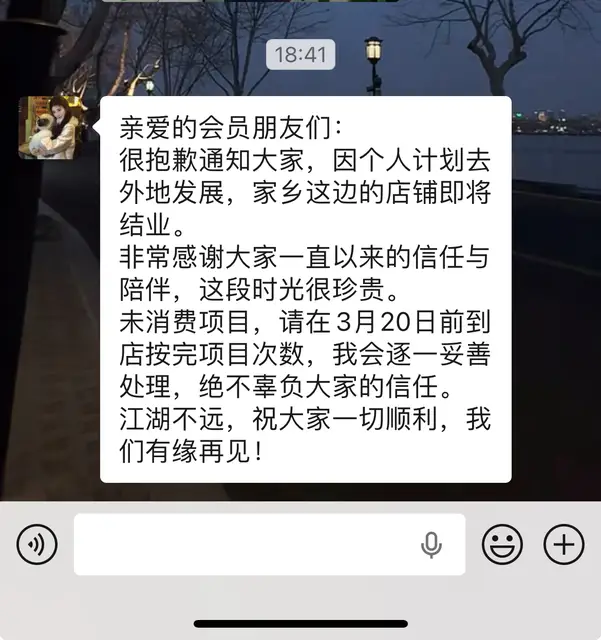 18:41
亲爱的会员朋友们：
很抱歉通知大家，因个人计划去
外地发展，家乡这边的店铺即将
结业。
非常感谢大家一直以来的信任与
陪伴，这段时光很珍贵。
未消费项目，请在3月20日前到
店按完项目次数，我会逐一妥善
处理，绝不辜负大家的信任。
江湖不远，祝大家一切顺利，我
们有缘再见！